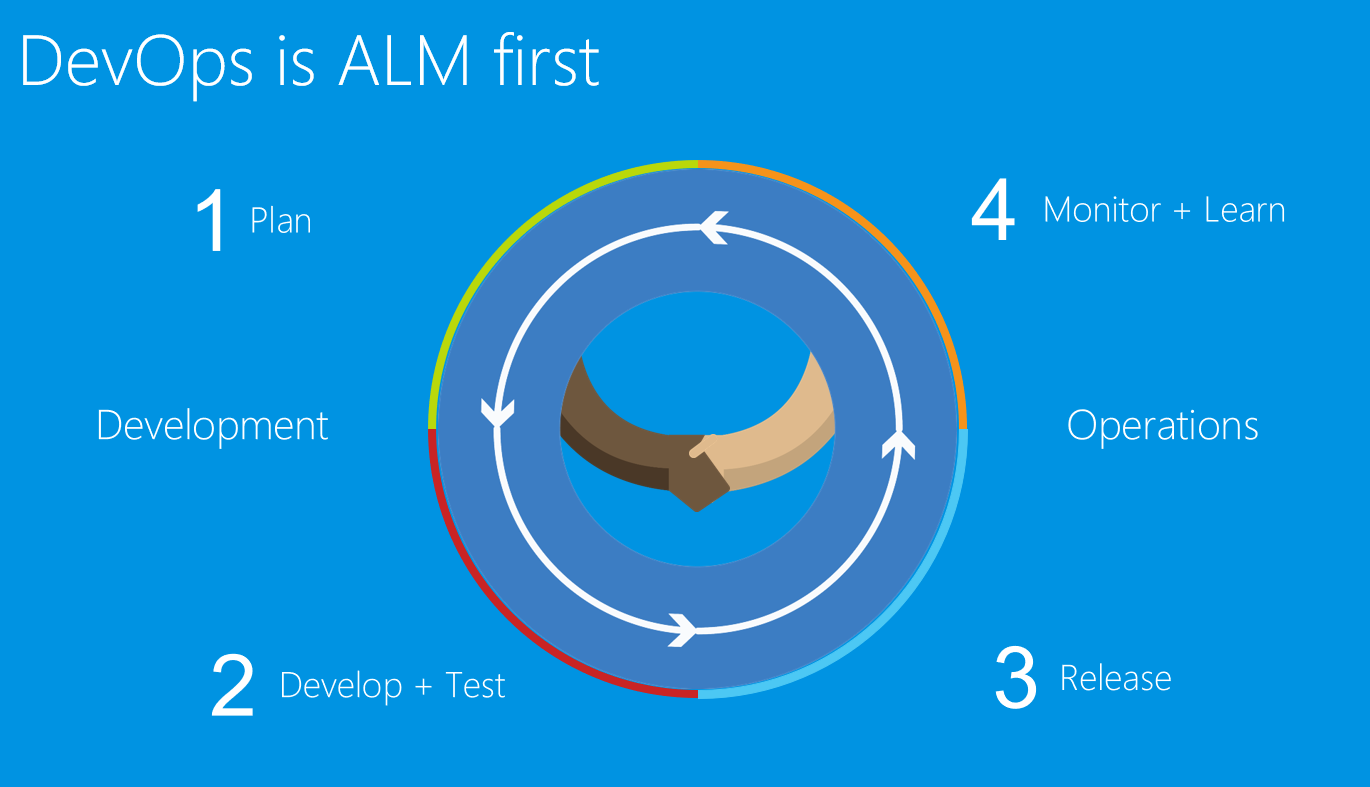 DevOps is ALM first
1 Plan
4 Monitor + Learn
Development
Operations
2 Develop + Test
3 Release